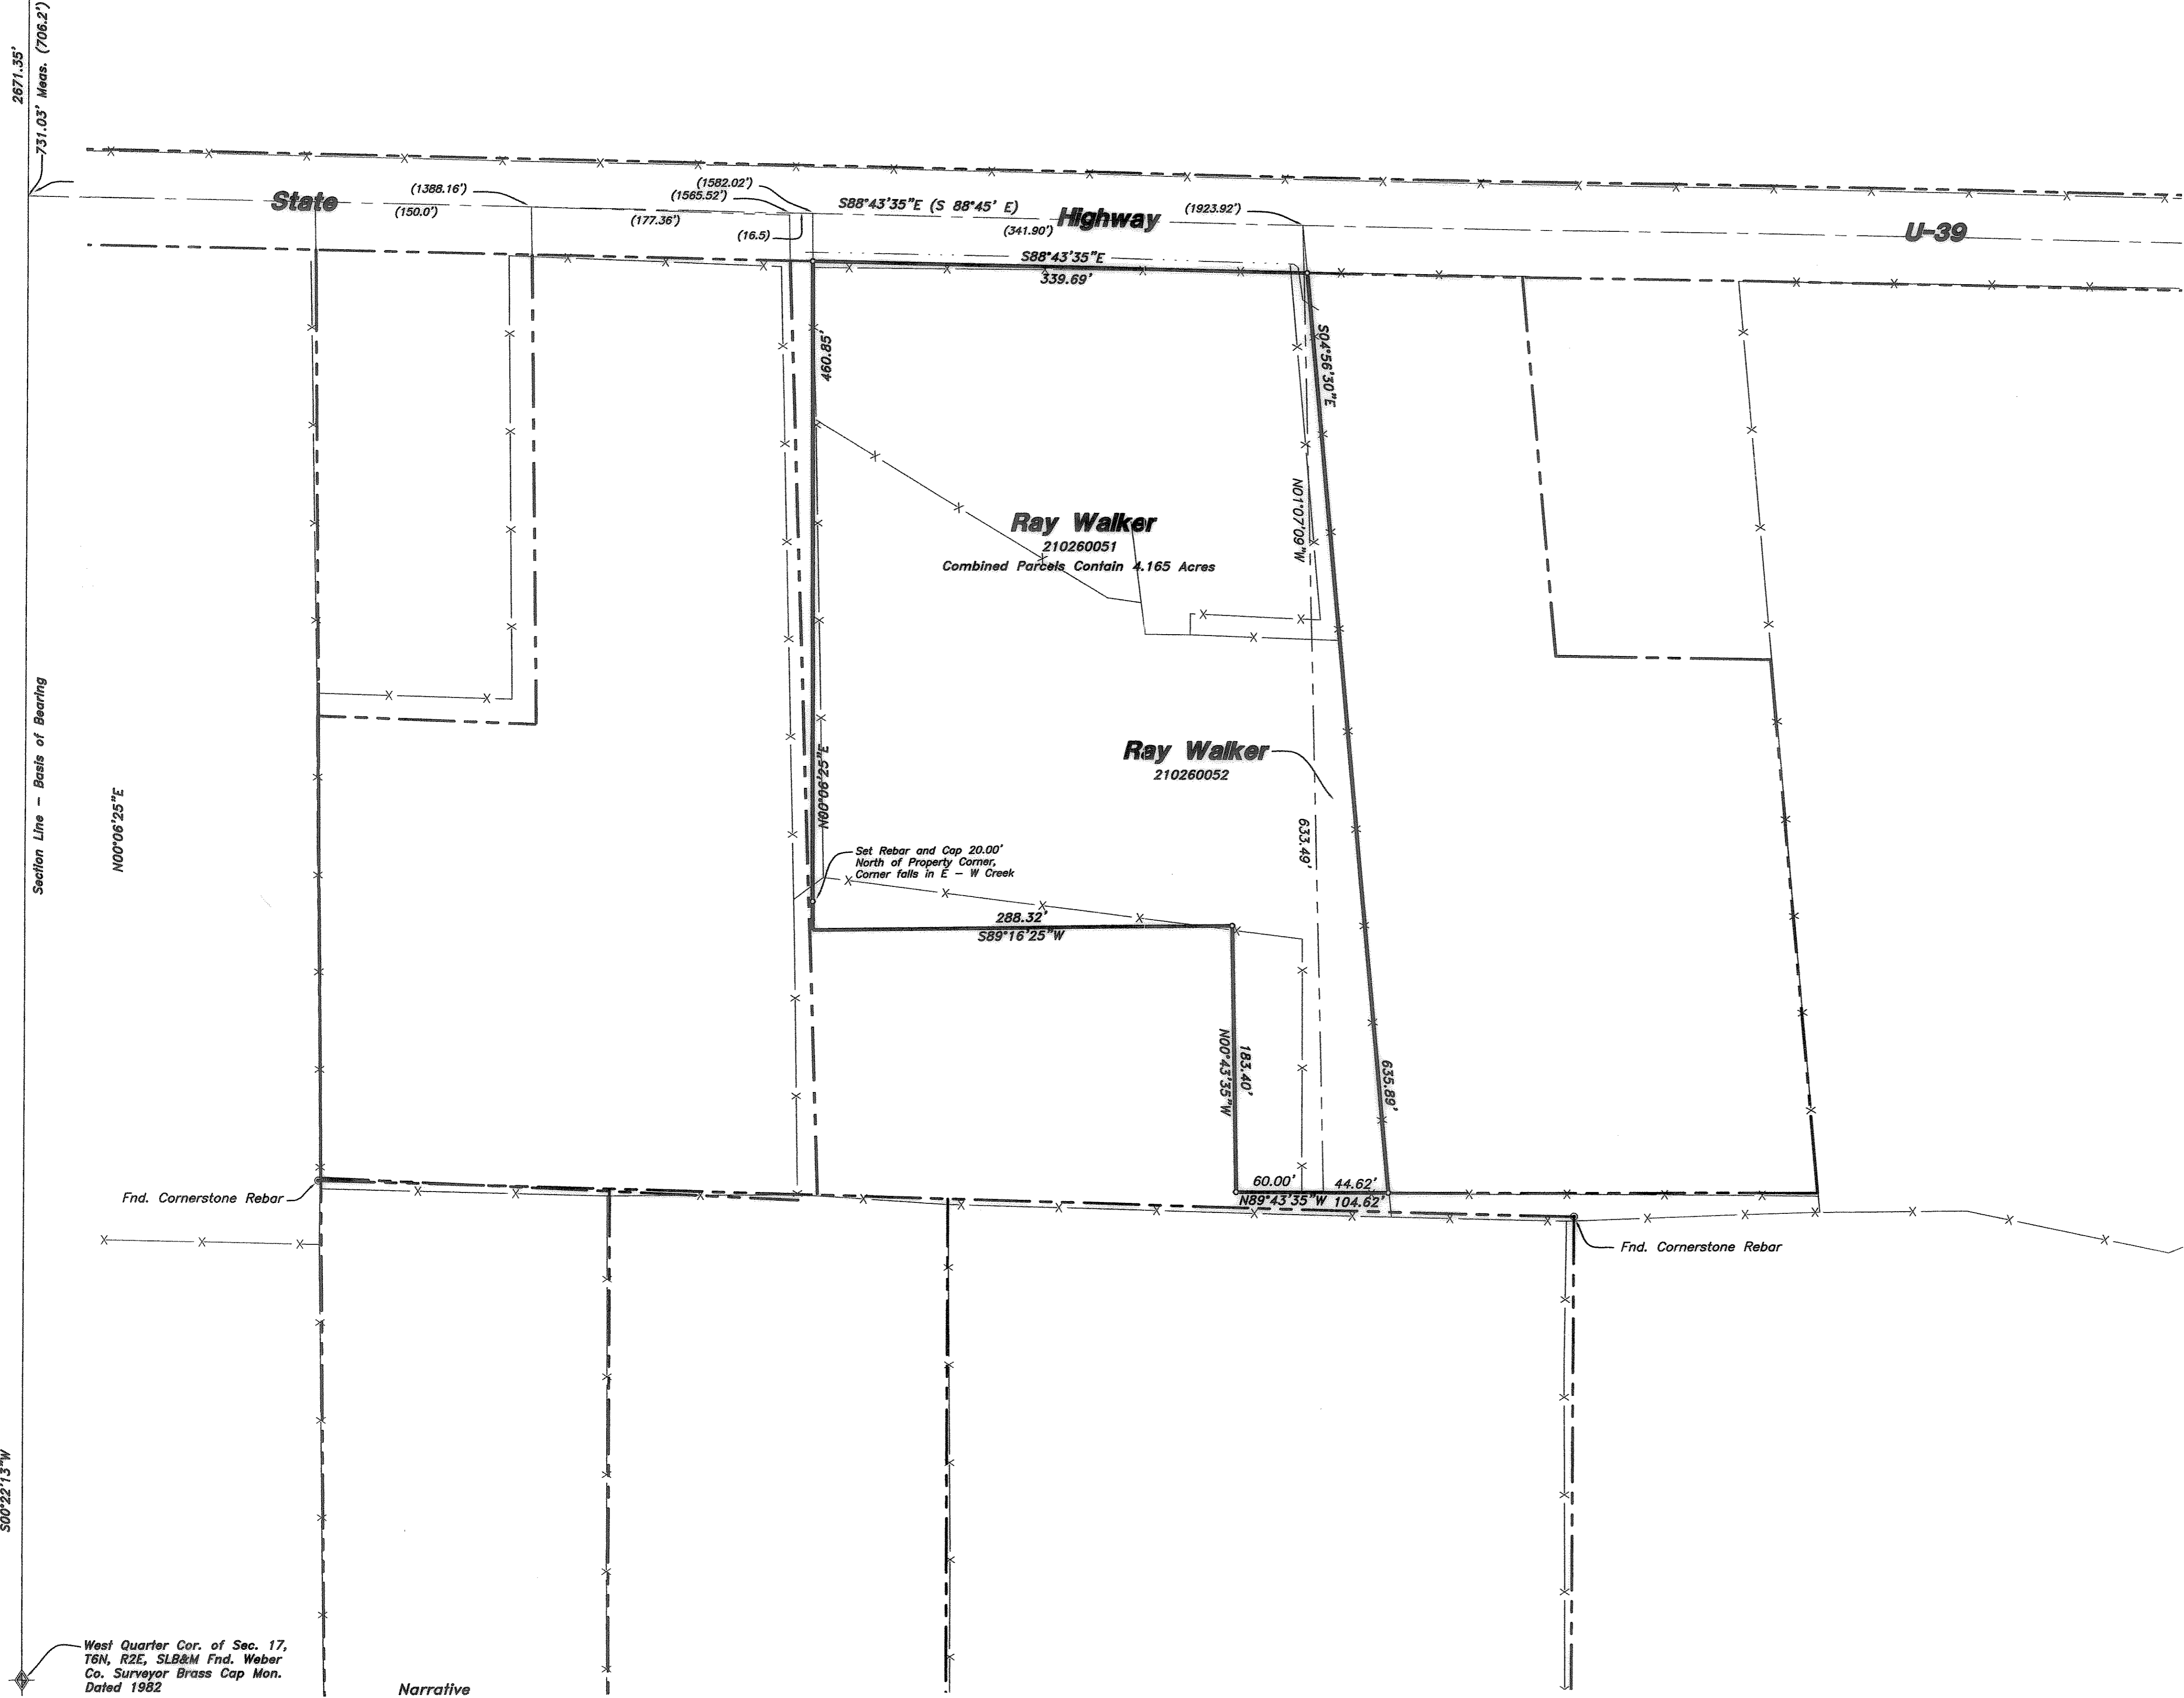 2671.35'
731.03' Meas. (706.2')
State
(1388.16')
(150.0')
(177.36')
(1582.02')
(1565.52')
(16.5)
S88°43'35"E (S 88°45' E)
(341.90')
Highway
(1923.92')
U-39
S88°43'35"E
339.69'
460.85'
S04°56'30"E
N01°07'09"W
Ray Walker
210260051
Combined Parcels Contain 4.165 Acres
Ray Walker
210260052
Section Line - Basis of Bearing
N00°06'25"E
N00°06'25"E
633.49'
Set Rebar and Cap 20.00'
North of Property Corner,
Corner falls in E - W Creek
288.32'
S89°16'25"W
N00°43'35"W
183.40'
635.89'
60.00'
44.62'
N89°43'35"W 104.62'
Fnd. Cornerstone Rebar
Fnd. Cornerstone Rebar
S00°22'13"W
West Quarter Cor. of Sec. 17,
T6N, R2E, SLB&M Fnd. Weber
Co. Surveyor Brass Cap Mon.
Dated 1982
Narrative